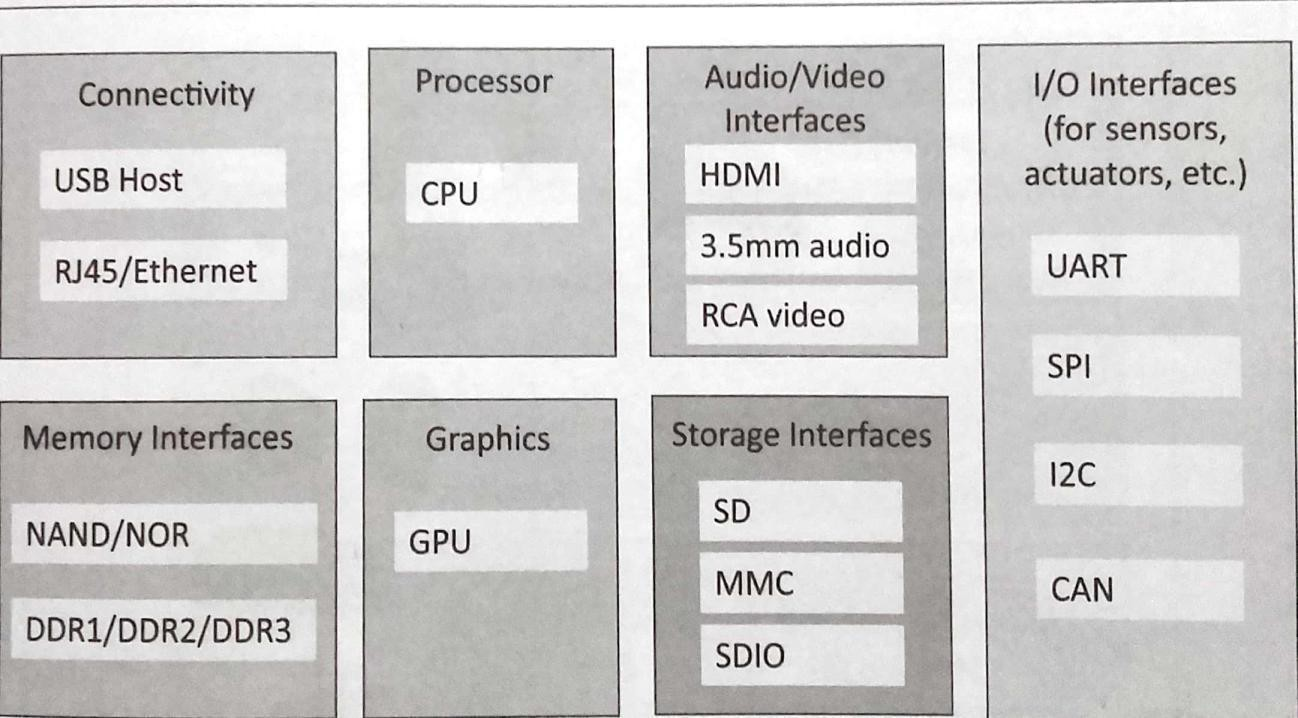 Connectivity
USB Host
RJ45/Ethernet
Processor
CPU
Audio/Video
Interfaces
HDMI
3.5mm audio
RCA video
I/O Interfaces
(for sensors,
actuators, etc.)
UART
SPI
I2C
CAN
Memory Interfaces
NAND/NOR
DDR1/DDR2/DDR3
Graphics
GPU
Storage Interfaces
SD
MMC
SDIO